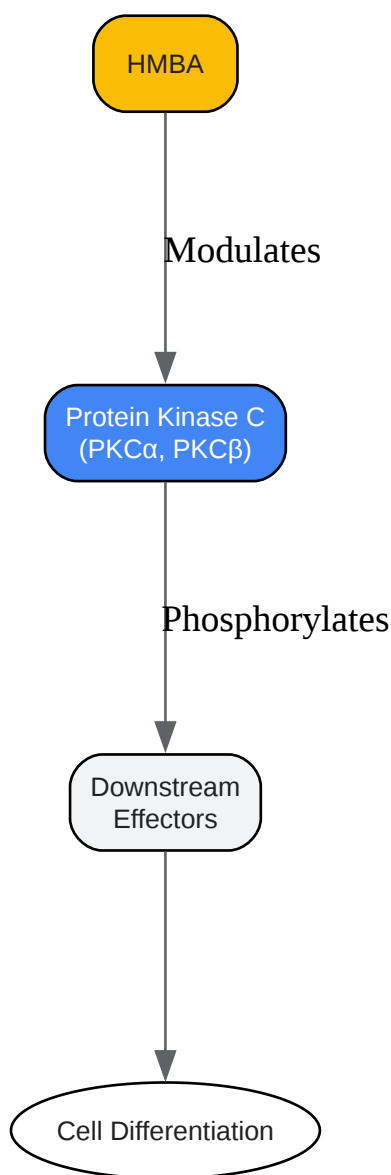 HMBA
Modulates
Protein Kinase C
(PKCα, PKCβ)
Phosphorylates
Downstream
Effectors
Cell Differentiation